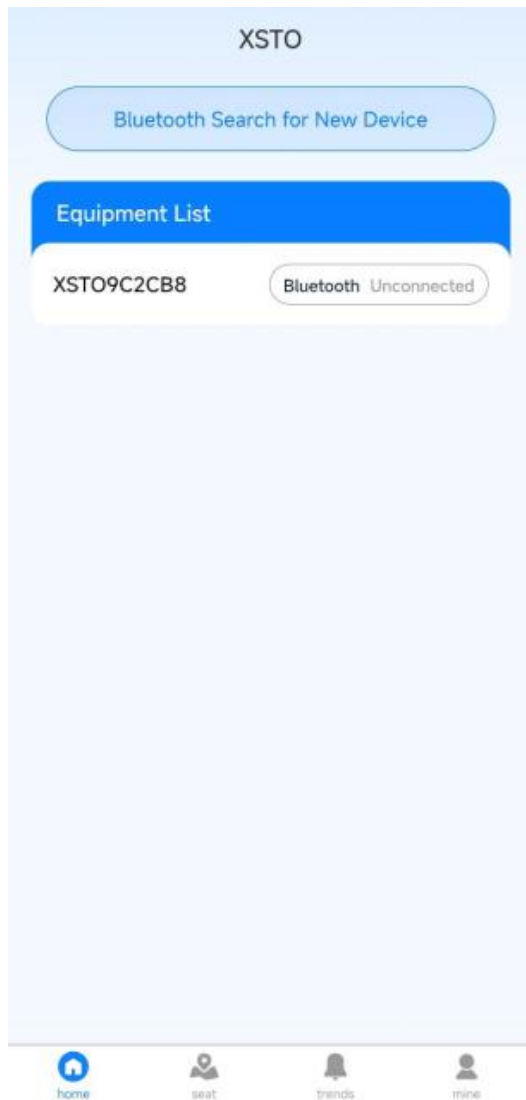 XSTO
Bluetooth Search for New Device
Equipment List
XSTO9C2CB8 Bluetooth Unconnected
home seat trends mine